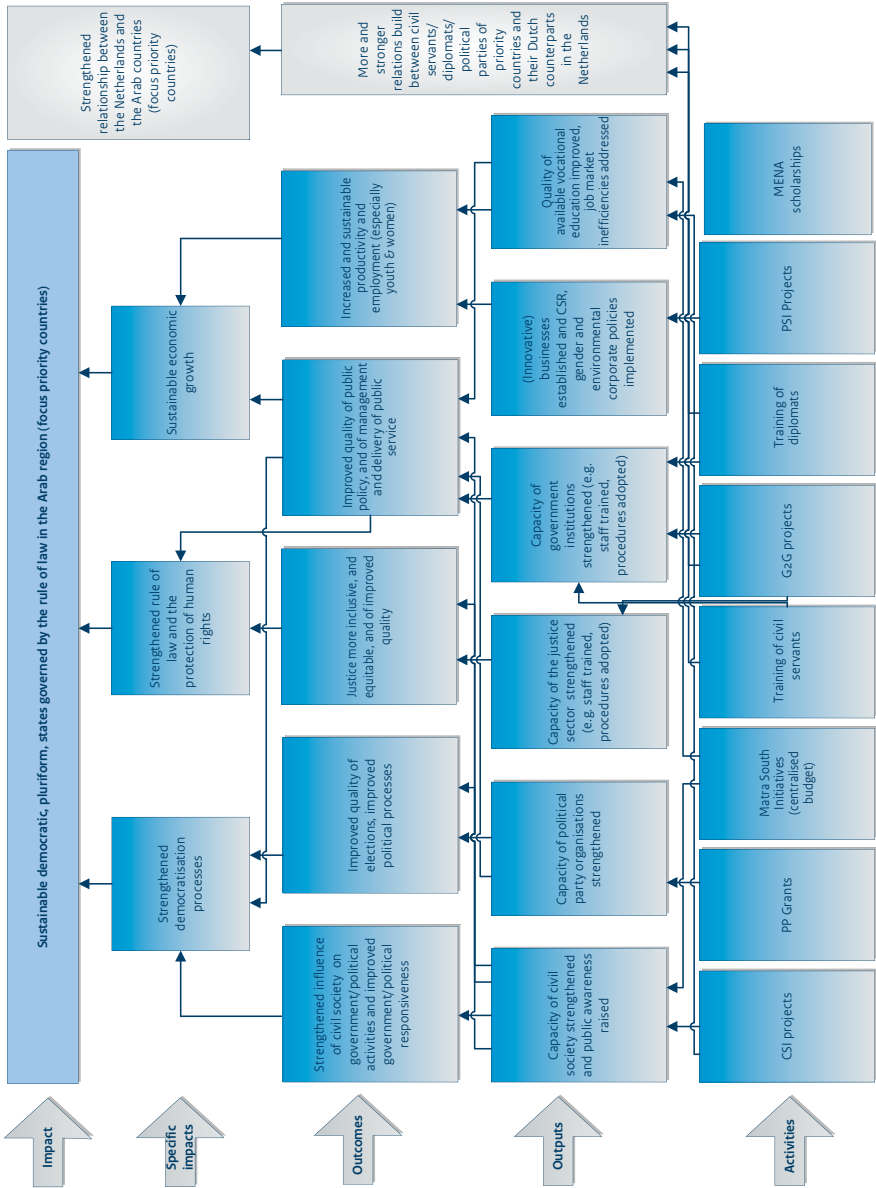 Impact
Sustainable democratic, pluriform, states governed by the rule of law in the Arab region (focus priority countries)
Strengthened
relationship between
the Netherlands and
the Arab countries
(focus priority
countries)
Specific
impacts
Strengthened
democratisation
processes
Strengthened rule of
law and the
protection of human
rights
Sustainable economic
growth
Outcomes
Strengthened influence
of civil society on
government/political
activities and improved
government/political
responsiveness
Improved quality of
elections, improved
political processes
Justice more inclusive, and
equitable, and of improved
quality
Improved quality of public
policy, and of management
and delivery of public
service
Increased and sustainable
productivity and
employment (especially
youth & women)
More and
stronger
relations build
between civil
servants/
diplomats/
political
parties of
priority
countries and
their Dutch
counterparts
in the
Netherlands
Outputs
Capacity of civil
society strengthened
and public awareness
raised
Capacity of political
party organisations
strengthened
Capacity of the justice
sector strengthened
(e.g. staff trained,
procedures adopted)
Capacity of
government
institutions
strengthened (e.g.
staff trained,
procedures adopted)
(Innovative)
businesses
established and CSR,
gender and
environmental
corporate policies
implemented
Quality of
available vocational
education improved,
job market
inefficiencies addressed
Activities
CSI projects
PP Grants
Matra South
Initiatives
(centralised
budget)
Training of civil
servants
G2G projects
Training of
diplomats
PSI Projects
MENA
scholarships